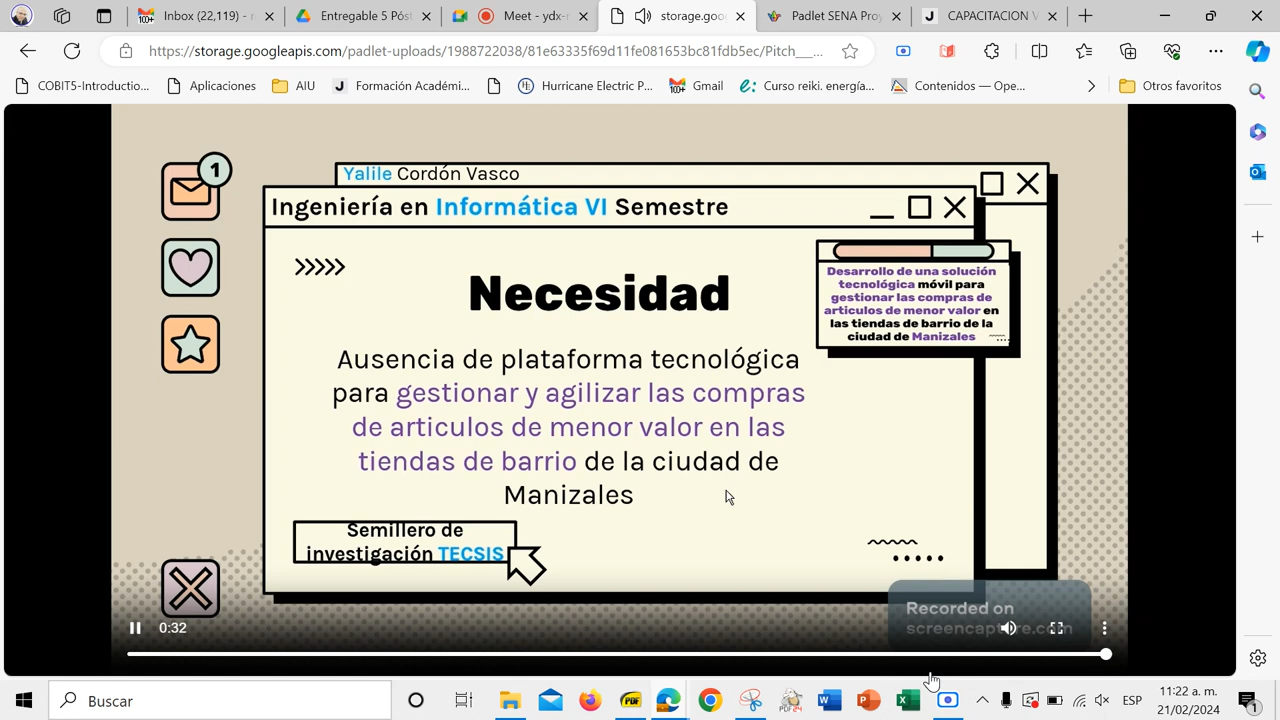 Inbox (22,119) - r
Entregable 5 Póst
Meet - ydx-n
storage.goo
Padlet SENA Proy
CAPACITACION V
https://storage.googleapis.com/padlet-uploads/1988722038/81e63335f69d11fe081653bc81fdb5ec/Pitch___...
COBIT5-Introductio...
Aplicaciones
AIU
Formación Académi...
Hurricane Electric P...
Gmail
Curso reiki. energía...
Contenidos — Ope...
Otros favoritos
1
Yalile Cordón Vasco
Ingeniería en Informática VI Semestre
Necesidad
Desarrollo de una solución
tecnológica móvil para
gestionar las compras de
articulos de menor valor en
las tiendas de barrio de la
ciudad de Manizales
Ausencia de plataforma tecnológica
para gestionar y agilizar las compras
de articulos de menor valor en las
tiendas de barrio de la ciudad de
Manizales
Semillero de
investigación TECSIS
Recorded on
screencapture.com
0:32
Buscar
ESP
11:22 a. m.
21/02/2024